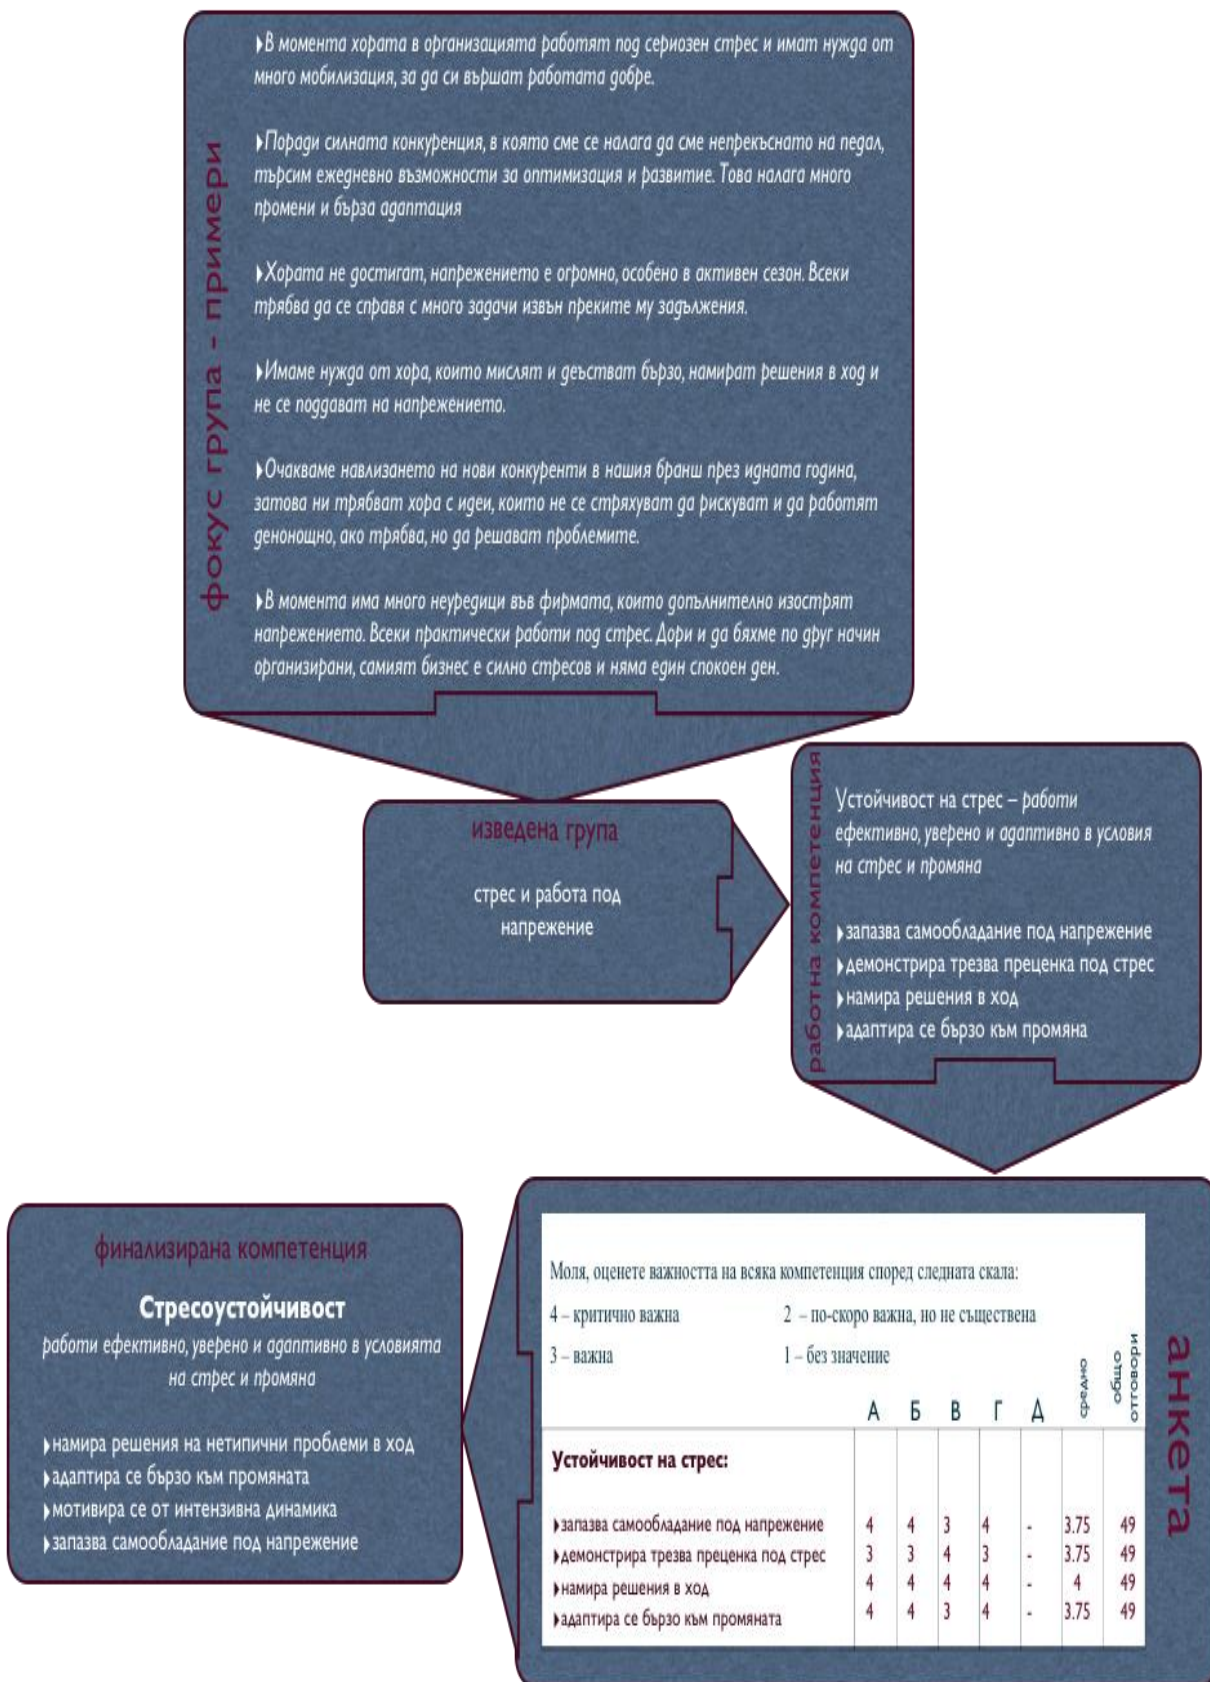 фокус група - примери
В момента хората в организацията работят под сериозен стрес и имат нужда от
много мобилизация, за да си вършат работата добре.
Поради силната конкуренция, в която сме се налага да сме непрекъснато на педал,
търсим ежедневно възможности за оптимизация и развитие. Това налага много
промени и бърза адаптация
Хората не достигат, напрежението е огромно, особено в активен сезон. Всеки
трябва да се справя с много задачи извън преките му задължения.
Имаме нужда от хора, които мислят и деъстват бързо, намират решения в ход и
не се поддават на напрежението.
Очакваме навлизането на нови конкуренти в нашия бранш през идната година,
затова ни трябват хора с идеи, които не се стряхуват да рискуват и да работят
денонощно, ако трябва, но да решават проблемите.
В момента има много неуредици във фирмата, които допълнително изострят
напрежението. Всеки практически работи под стрес. Дори и да бяхме по друг начин
организирани, самият бизнес е силно стресов и няма един спокоен ден.
изведена група
стрес и работа под
напрежение
работна компетенция
Устойчивост на стрес – работи
ефективно, уверено и адаптивно в условия
на стрес и промяна
запазва самообладание под напрежение
демонстрира трезва преценка под стрес
намира решения в ход
адаптира се бързо към промяна
анкета
Моля, оценете важността на всяка компетенция според следната скала:
4 – критично важна 2 – по-скоро важна, но не съществена
3 – важна 1 – без значение
А Б В Г Д средно общо отговори
Устойчивост на стрес:
запазва самообладание под напрежение 4 4 3 4 - 3.75 49
демонстрира трезва преценка под стрес 3 3 4 3 - 3.75 49
намира решения в ход 4 4 4 4 - 4 49
адаптира се бързо към промяната 4 4 3 4 - 3.75 49
финализирана компетенция
Стресоустойчивост
работи ефективно, уверено и адаптивно в условията
на стрес и промяна
намира решения на нетипични проблеми в ход
адаптира се бързо към промяната
мотивира се от интензивна динамика
запазва самообладание под напрежение